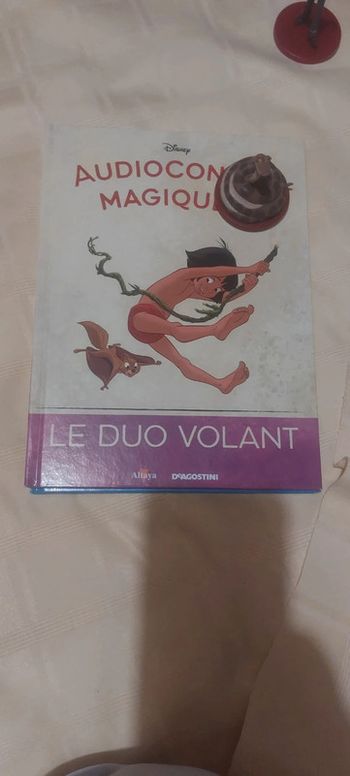 Disney
AUDIOCON
MAGIQU
LE DUO VOLANT
Altaya DeAGOSTINI